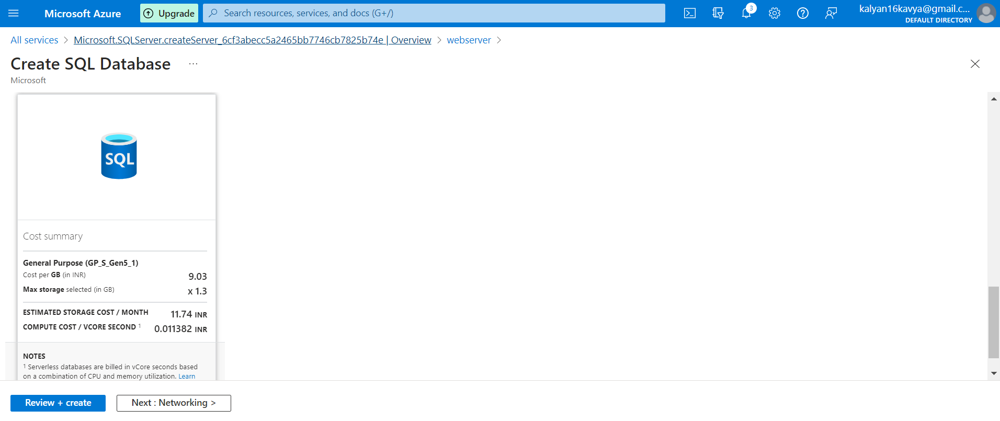 Microsoft Azure
Upgrade
Search resources, services, and docs (G+/)
3
kalyan16kavya@gmail.c...
DEFAULT DIRECTORY
All services > Microsoft.SQLServer.createServer_6cf3abecc5a2465bb7746cb7825b74e | Overview > webserver >
Create SQL Database ...
Microsoft
SQL
Cost summary
General Purpose (GP_S_Gen5_1)
Cost per GB (in INR) 9.03
Max storage selected (in GB) x 1.3
ESTIMATED STORAGE COST / MONTH 11.74 INR
COMPUTE COST / VCORE SECOND 1 0.011382 INR
NOTES
1 Serverless databases are billed in vCore seconds based
on a combination of CPU and memory utilization. Learn
Review + create
Next : Networking >